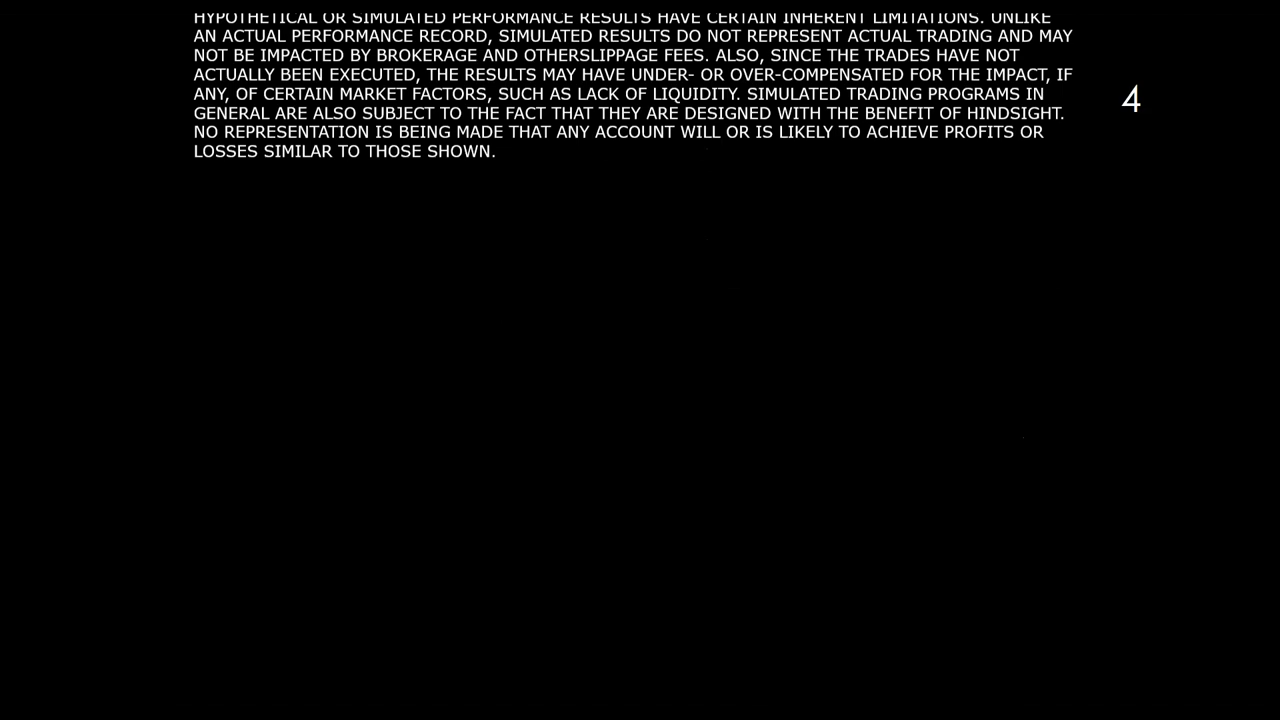 HYPOTHETICAL OR SIMULATED PERFORMANCE RESULTS HAVE CERTAIN INHERENT LIMITATIONS. UNLIKE
AN ACTUAL PERFORMANCE RECORD, SIMULATED RESULTS DO NOT REPRESENT ACTUAL TRADING AND MAY
NOT BE IMPACTED BY BROKERAGE AND OTHERSLIPPAGE FEES. ALSO, SINCE THE TRADES HAVE NOT
ACTUALLY BEEN EXECUTED, THE RESULTS MAY HAVE UNDER- OR OVER-COMPENSATED FOR THE IMPACT, IF
ANY, OF CERTAIN MARKET FACTORS, SUCH AS LACK OF LIQUIDITY. SIMULATED TRADING PROGRAMS IN
GENERAL ARE ALSO SUBJECT TO THE FACT THAT THEY ARE DESIGNED WITH THE BENEFIT OF HINDSIGHT.
NO REPRESENTATION IS BEING MADE THAT ANY ACCOUNT WILL OR IS LIKELY TO ACHIEVE PROFITS OR
LOSSES SIMILAR TO THOSE SHOWN.
4